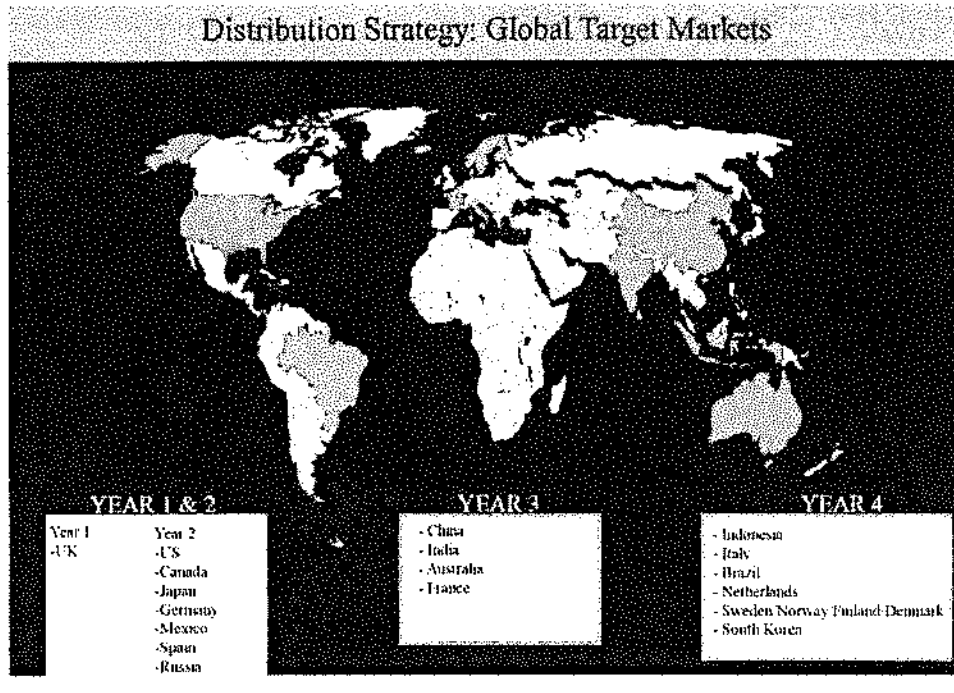 Distribution Strategy: Global Target Markets
YEAR 1 & 2
Year 1
-UK
Year 2
-US
-Canada
-Japan
-Germany
-Mexico
-Spain
-Russia
YEAR 3
- China
- India
- Australia
- France
YEAR 4
- Indonesia
- Italy
- Brazil
- Netherlands
- Sweden Norway Finland Denmark
- South Korea